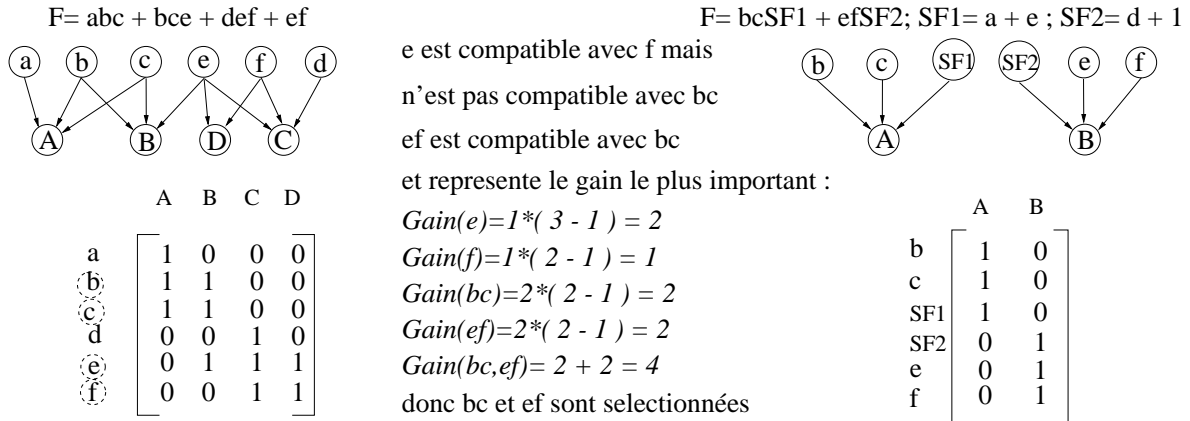 F= abc + bce + def + ef
a b c e f d
A B D C
A B C D
a 1 0 0 0
b 1 1 0 0
c 1 1 0 0
d 0 0 1 0
e 0 1 1 1
f 0 0 1 1
e est compatible avec f mais
n'est pas compatible avec bc
ef est compatible avec bc
et represente le gain le plus important :
Gain(e)=1*( 3 - 1 ) = 2
Gain(f)=1*( 2 - 1 ) = 1
Gain(bc)=2*( 2 - 1 ) = 2
Gain(ef)=2*( 2 - 1 ) = 2
Gain(bc,ef)= 2 + 2 = 4
donc bc et ef sont selectionnées
F= bcSF1 + efSF2; SF1= a + e ; SF2= d + 1
b c SF1 SF2 e f
A B
A B
b 1 0
c 1 0
SF1 1 0
SF2 0 1
e 0 1
f 0 1